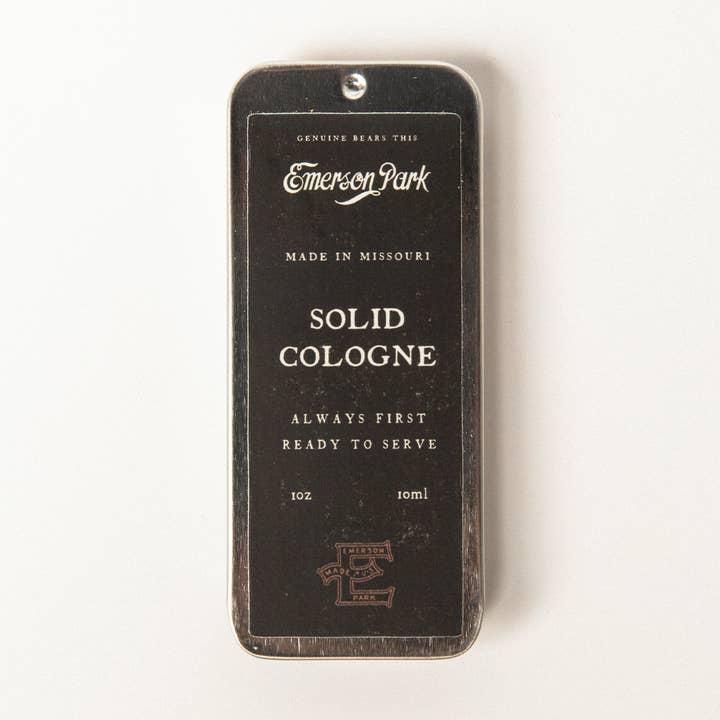 GENUINE BEARS THIS
Emerson Park
MADE IN MISSOURI
SOLID
COLOGNE
ALWAYS FIRST
READY TO SERVE
1oz 10ml
EMERSON
MADE U.S.
PARK